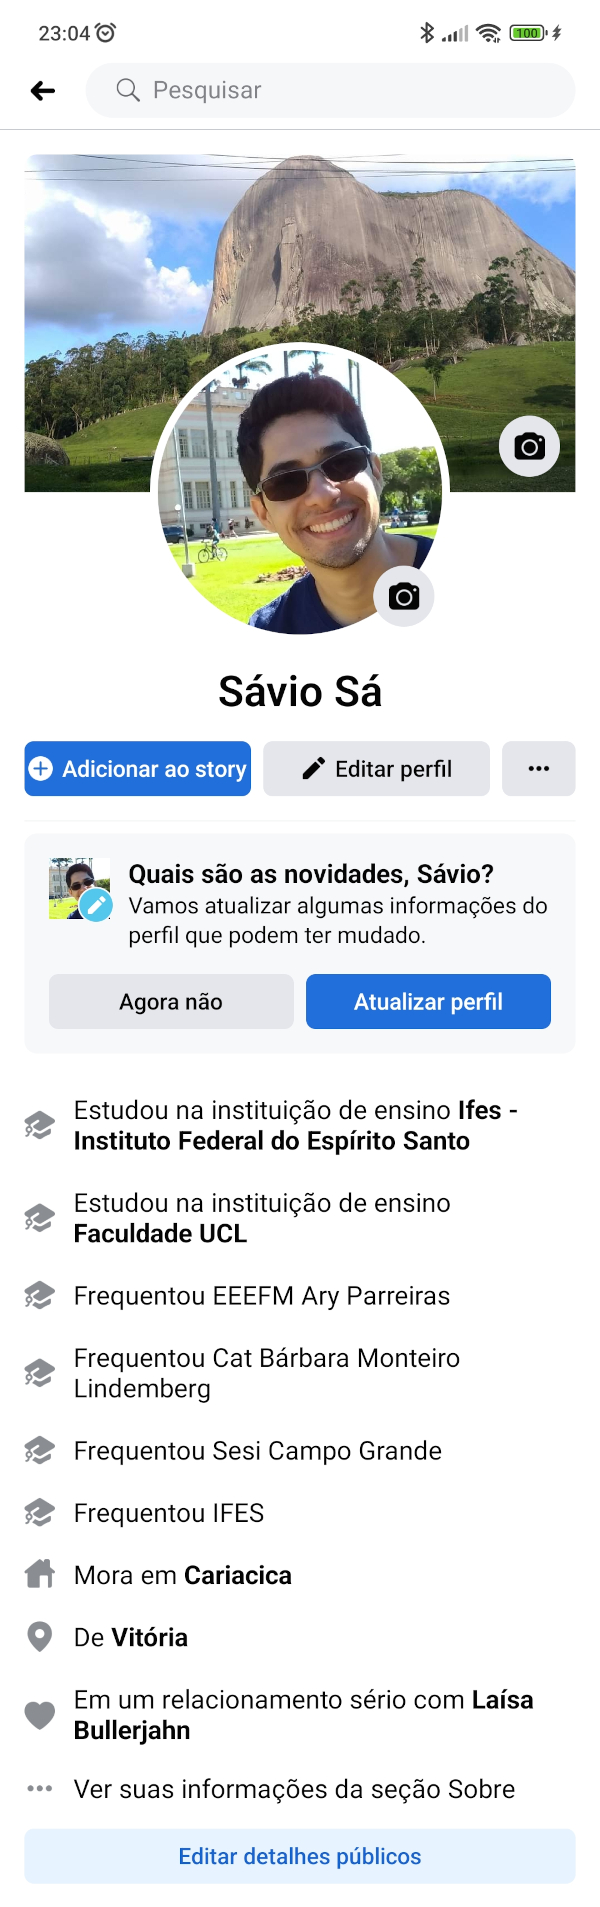 23:04
100
Pesquisar
Sávio Sá
Adicionar ao story
Editar perfil
Quais são as novidades, Sávio?
Vamos atualizar algumas informações do
perfil que podem ter mudado.
Agora não
Atualizar perfil
Estudou na instituição de ensino Ifes -
Instituto Federal do Espírito Santo
Estudou na instituição de ensino
Faculdade UCL
Frequentou EEEFM Ary Parreiras
Frequentou Cat Bárbara Monteiro
Lindemberg
Frequentou Sesi Campo Grande
Frequentou IFES
Mora em Cariacica
De Vitória
Em um relacionamento sério com Laísa
Bullerjahn
Ver suas informações da seção Sobre
Editar detalhes públicos